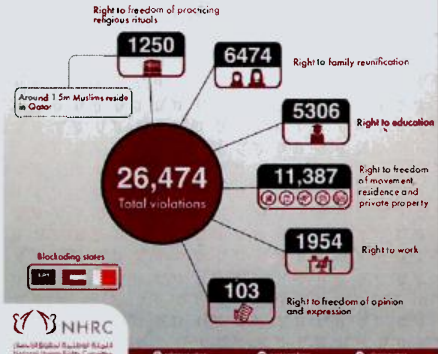 Right to freedom of practicing
religious rituals
1250
6474
Right to family reunification
Around 1.5m Muslims reside
in Qatar
5306
Right to education
26,474
Total violations
11,387
Right to freedom
of movement,
residence and
private property
1954
Right to work
Blockading states
103
Right to freedom of opinion
and expression
NHRC